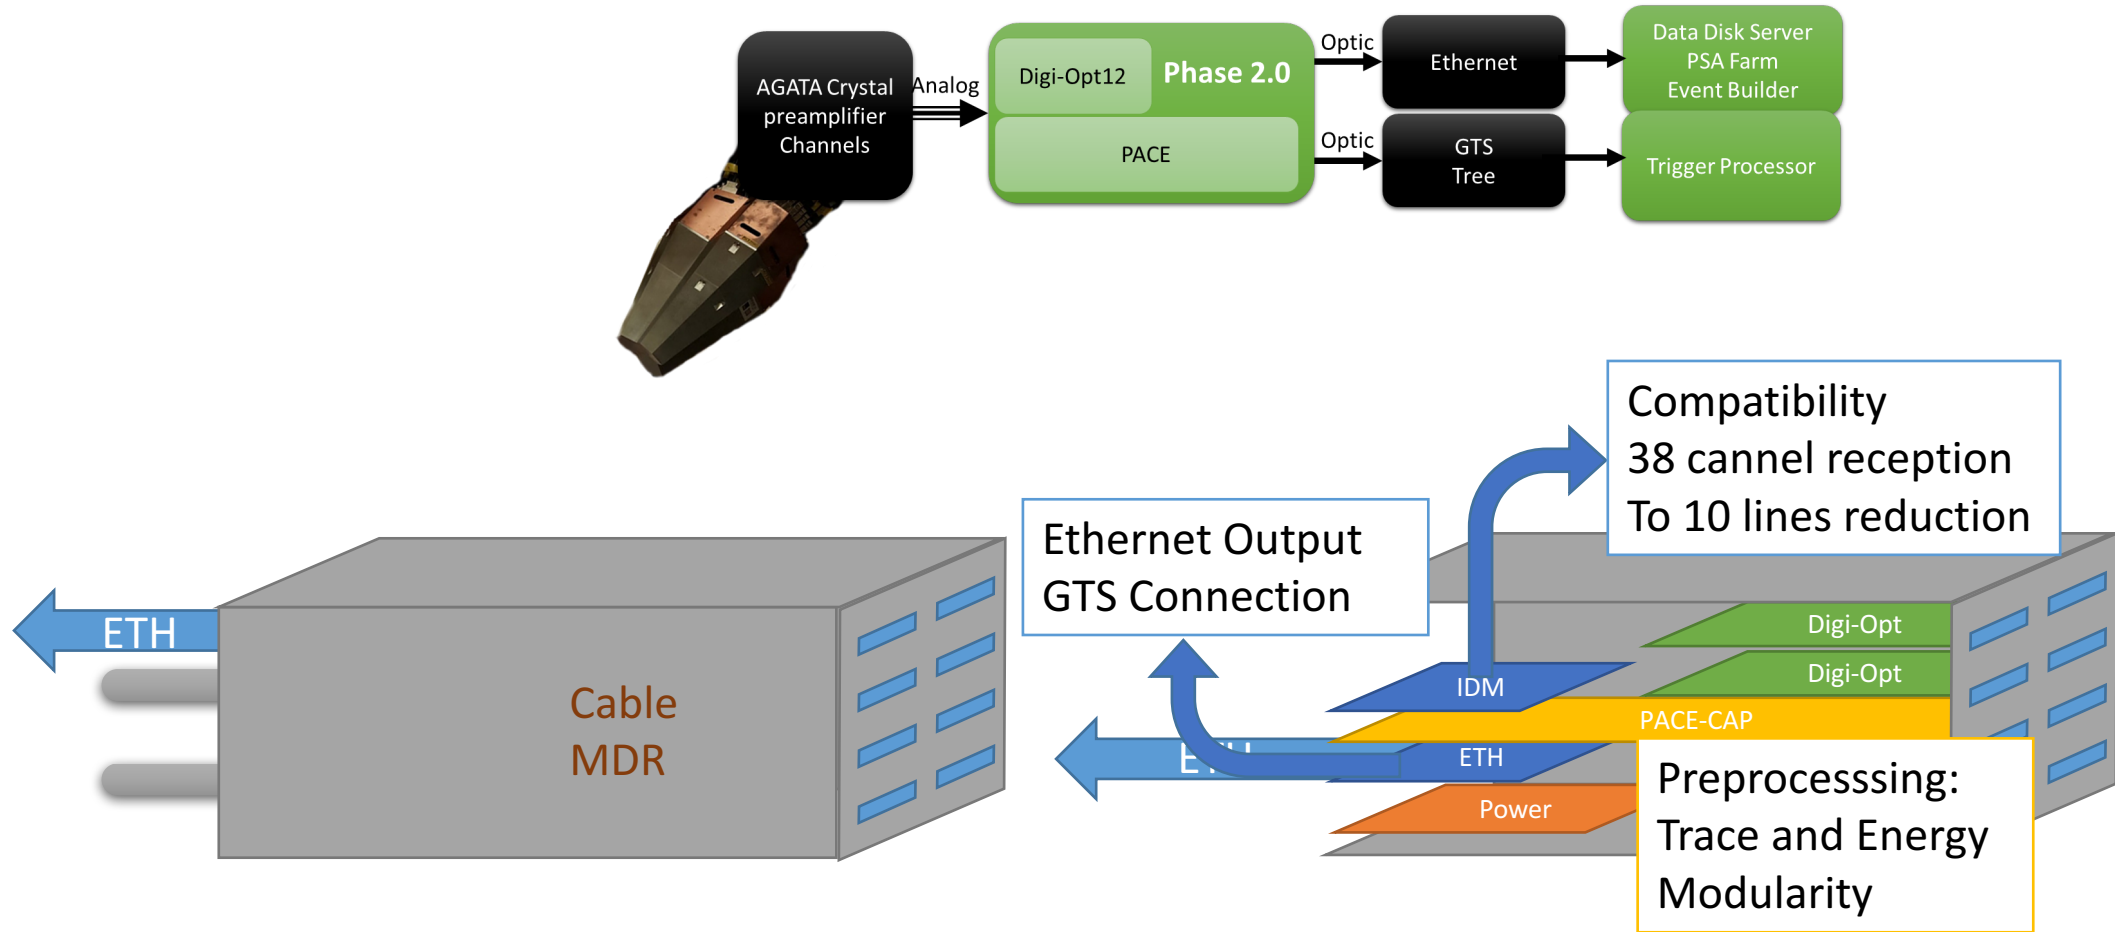 AGATA Crystal
preamplifier
Channels
Analog
Digi-Opt12
Phase 2.0
PACE
Optic
Optic
Ethernet
GTS
Tree
Data Disk Server
PSA Farm
Event Builder
Trigger Processor
Compatibility
38 cannel reception
To 10 lines reduction
Ethernet Output
GTS Connection
ETH
Cable
MDR
Digi-Opt
Digi-Opt
IDM
PACE-CAP
ETH
ETH
Power
Preprocesssing:
Trace and Energy
Modularity